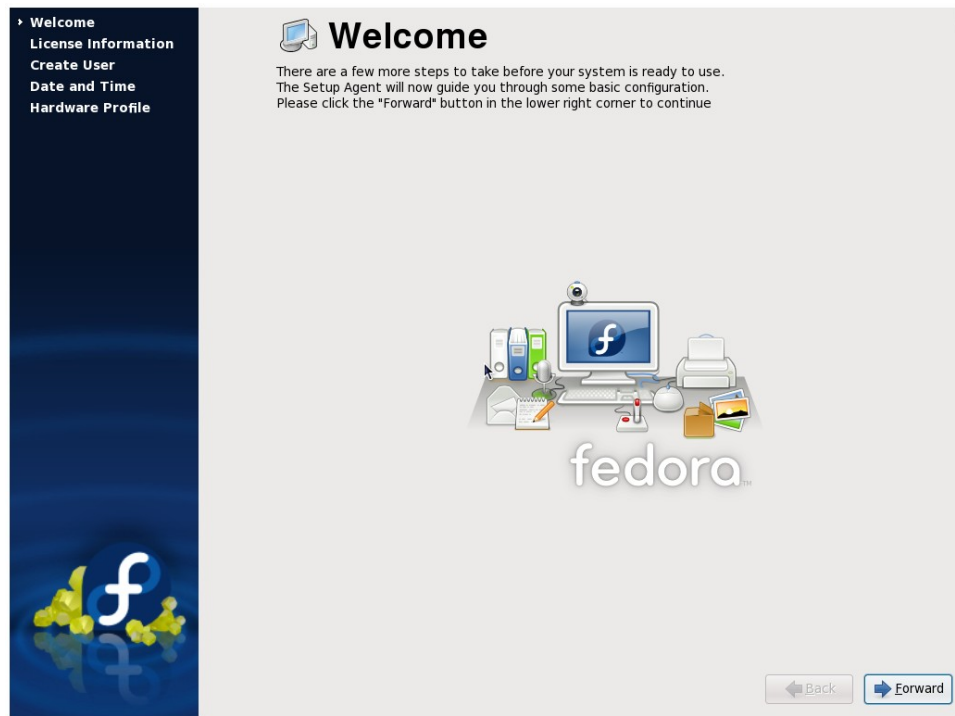 Welcome
License Information
Create User
Date and Time
Hardware Profile
Welcome
There are a few more steps to take before your system is ready to use.
The Setup Agent will now guide you through some basic configuration.
Please click the "Forward" button in the lower right corner to continue
fedora™
Back
Forward